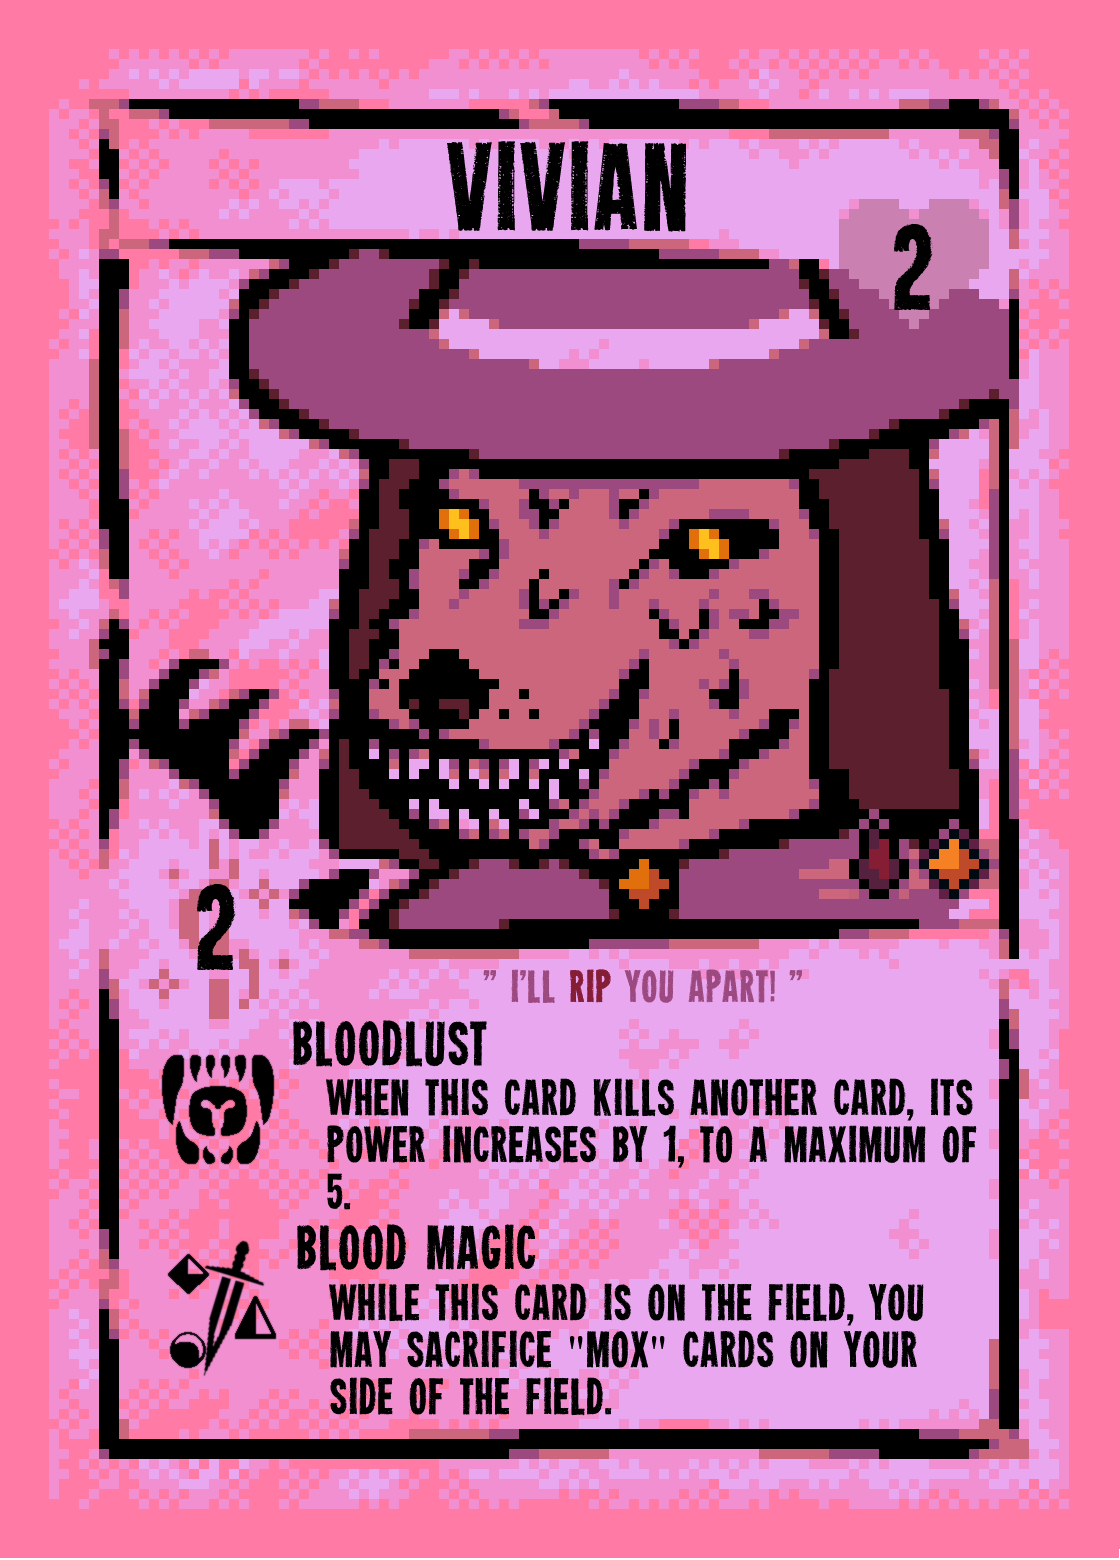 VIVIAN
2
2
" I'LL RIP YOU APART! "
BLOODLUST
WHEN THIS CARD KILLS ANOTHER CARD, ITS
POWER INCREASES BY 1, TO A MAXIMUM OF
5.
BLOOD MAGIC
WHILE THIS CARD IS ON THE FIELD, YOU
MAY SACRIFICE "MOX" CARDS ON YOUR
SIDE OF THE FIELD.